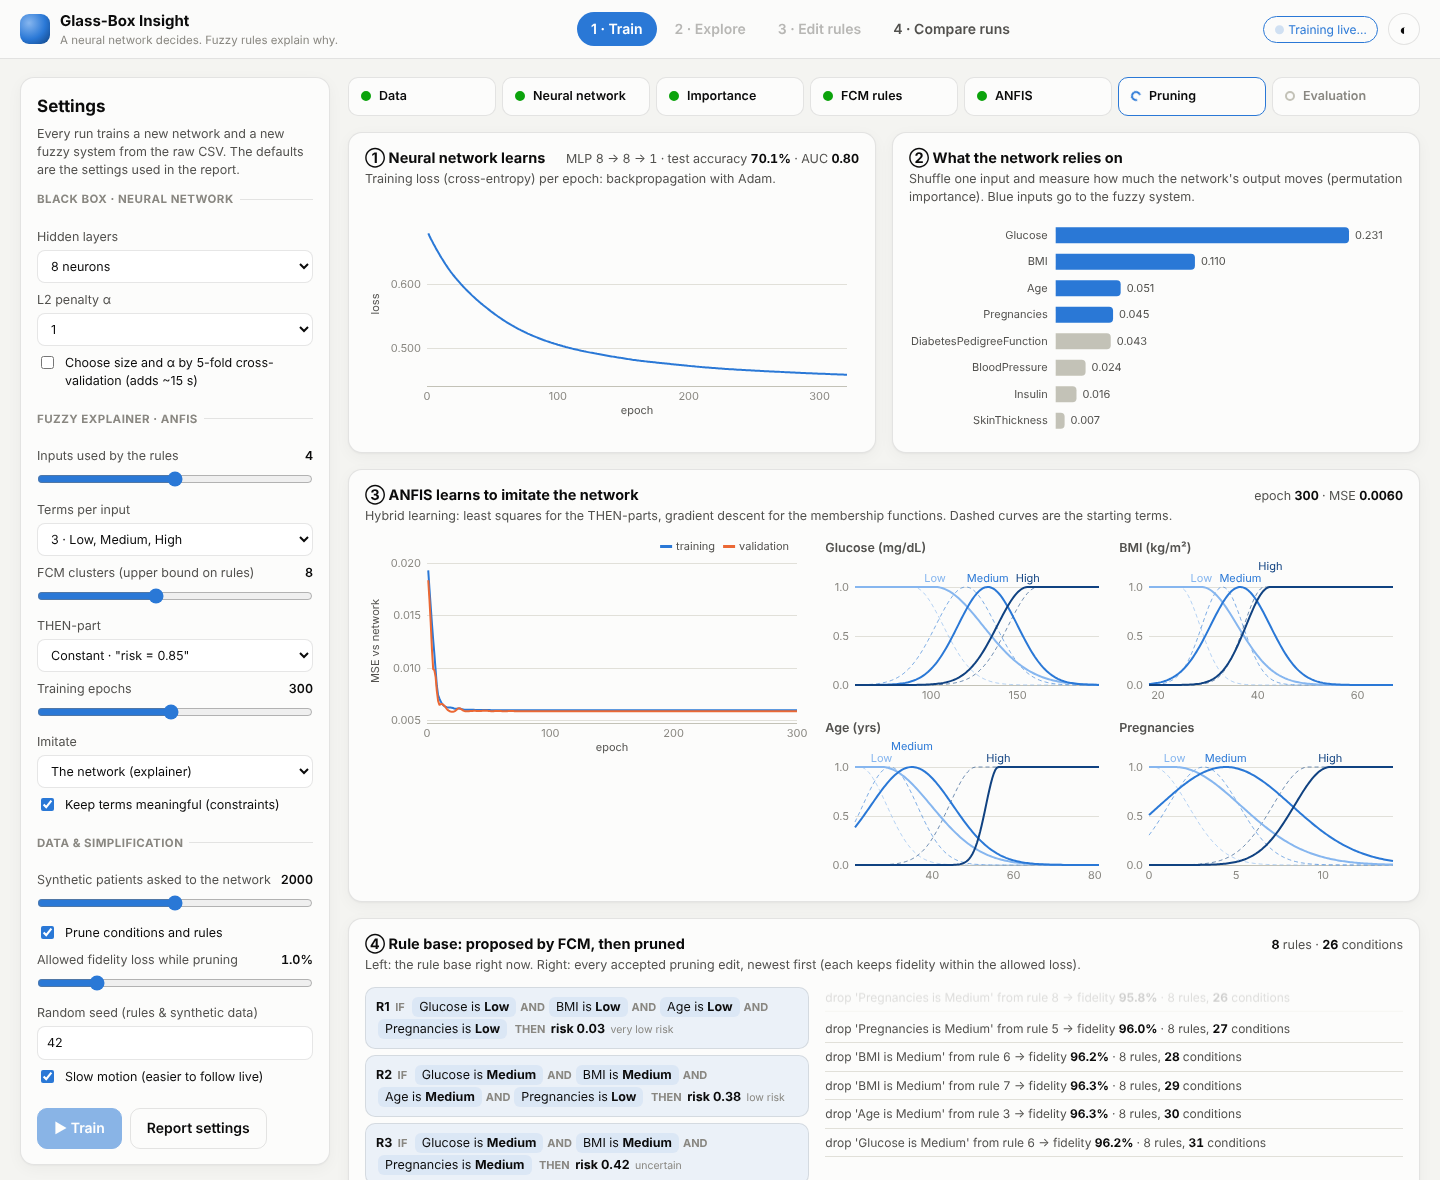 Glass-Box Insight
A neural network decides. Fuzzy rules explain why.
1 · Train
2 · Explore
3 · Edit rules
4 · Compare runs
Training live...
Settings
Every run trains a new network and a new
fuzzy system from the raw CSV. The defaults
are the settings used in the report.
BLACK BOX · NEURAL NETWORK
Hidden layers
8 neurons
L2 penalty α
1
Choose size and α by 5-fold cross-
validation (adds ~15 s)
FUZZY EXPLAINER · ANFIS
Inputs used by the rules 4
Terms per input
3 · Low, Medium, High
FCM clusters (upper bound on rules) 8
THEN-part
Constant · "risk = 0.85"
Training epochs 300
Imitate
The network (explainer)
Keep terms meaningful (constraints)
DATA & SIMPLIFICATION
Synthetic patients asked to the network 2000
Prune conditions and rules
Allowed fidelity loss while pruning 1.0%
Random seed (rules & synthetic data)
42
Slow motion (easier to follow live)
▶ Train
Report settings
Data
Neural network
Importance
FCM rules
ANFIS
Pruning
Evaluation
① Neural network learns
MLP 8 → 8 → 1 · test accuracy 70.1% · AUC 0.80
Training loss (cross-entropy) per epoch: backpropagation with Adam.
0.600
0.500
loss
0 100 200 300
epoch
② What the network relies on
Shuffle one input and measure how much the network's output moves (permutation
importance). Blue inputs go to the fuzzy system.
Glucose 0.231
BMI 0.110
Age 0.051
Pregnancies 0.045
DiabetesPedigreeFunction 0.043
BloodPressure 0.024
Insulin 0.016
SkinThickness 0.007
③ ANFIS learns to imitate the network
epoch 300 · MSE 0.0060
Hybrid learning: least squares for the THEN-parts, gradient descent for the membership functions. Dashed curves are the starting terms.
training validation
0.020
0.015
0.010
0.005
MSE vs network
0 100 200 300
epoch
Glucose (mg/dL)
Low Medium High
1.0
0.5
0.0
100 150
BMI (kg/m²)
High
Low Medium
1.0
0.5
0.0
20 40 60
Age (yrs)
Medium
Low High
1.0
0.5
0.0
40 60 80
Pregnancies
Low Medium High
1.0
0.5
0.0
0 5 10
④ Rule base: proposed by FCM, then pruned
8 rules · 26 conditions
Left: the rule base right now. Right: every accepted pruning edit, newest first (each keeps fidelity within the allowed loss).
R1 IF Glucose is Low AND BMI is Low AND Age is Low AND
Pregnancies is Low THEN risk 0.03 very low risk
R2 IF Glucose is Medium AND BMI is Medium AND
Age is Medium AND Pregnancies is Low THEN risk 0.38 low risk
R3 IF Glucose is Medium AND BMI is Medium AND
Pregnancies is Medium THEN risk 0.42 uncertain
drop 'Pregnancies is Medium' from rule 8 → fidelity 95.8% · 8 rules, 26 conditions
drop 'Pregnancies is Medium' from rule 5 → fidelity 96.0% · 8 rules, 27 conditions
drop 'BMI is Medium' from rule 6 → fidelity 96.2% · 8 rules, 28 conditions
drop 'BMI is Medium' from rule 7 → fidelity 96.3% · 8 rules, 29 conditions
drop 'Age is Medium' from rule 3 → fidelity 96.3% · 8 rules, 30 conditions
drop 'Glucose is Medium' from rule 6 → fidelity 96.2% · 8 rules, 31 conditions